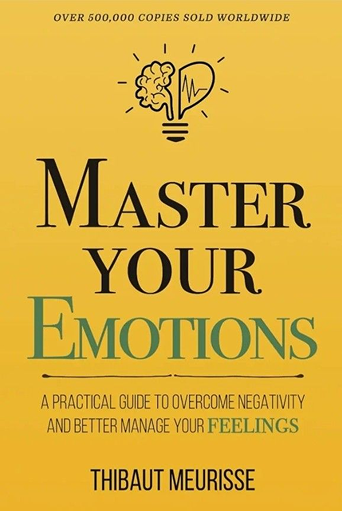 OVER 500,000 COPIES SOLD WORLDWIDE
MASTER
YOUR
EMOTIONS
A PRACTICAL GUIDE TO OVERCOME NEGATIVITY
AND BETTER MANAGE YOUR FEELINGS
THIBAUT MEURISSE